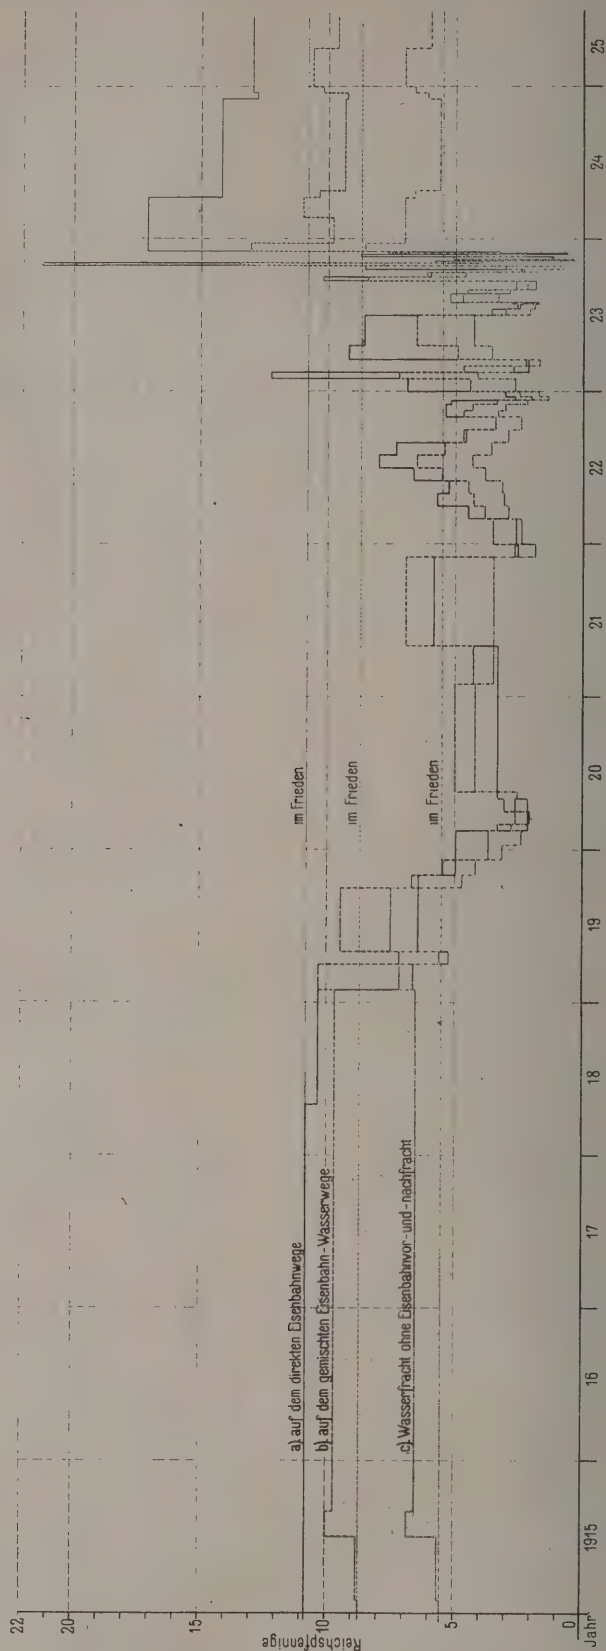 22
20
15
10
5
0
Reichspfennige
Jahr
1915
16
17
18
19
20
21
22
23
24
25
a) auf dem direkten Eisenbahnwege
b) auf dem gemischten Eisenbahn-Wasserwege
c) Wasserfracht ohne Eisenbahnvor-und-nachfracht
im Frieden
im Frieden
im Frieden